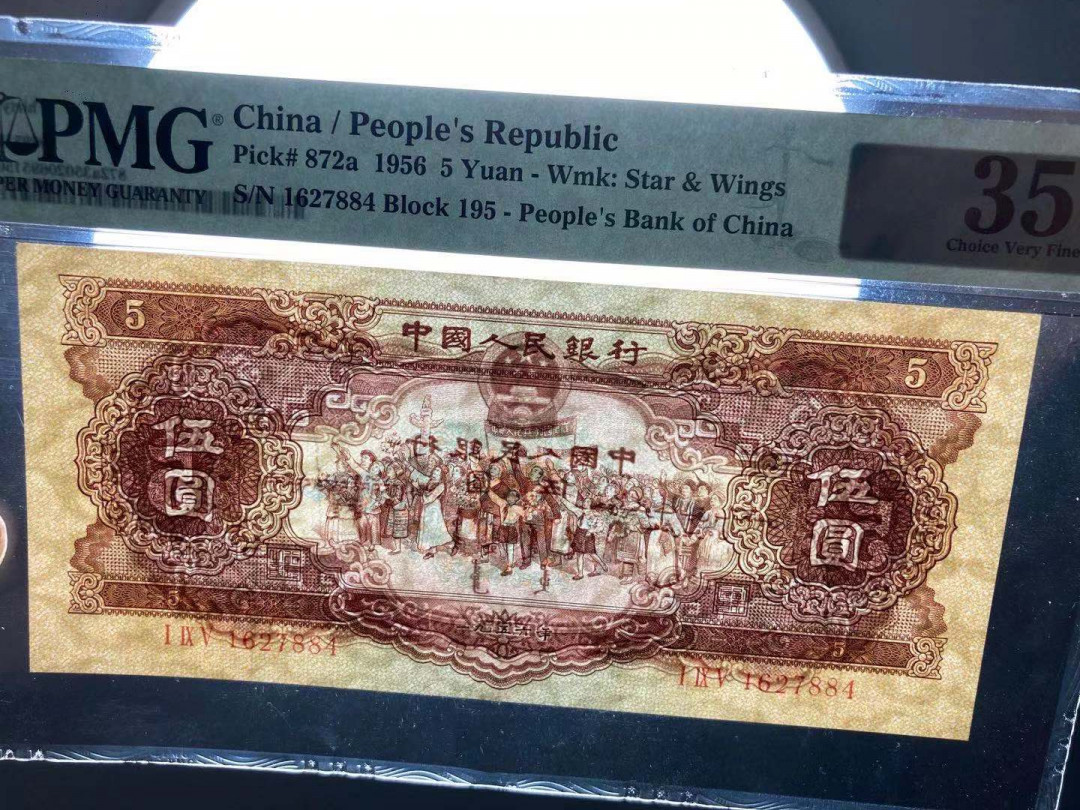 PMG® China / People's Republic
Pick# 872a 1956 5 Yuan - Wmk: Star & Wings
PER MONEY GUARANTY S/N 1627884 Block 195 - People's Bank of China
35
Choice Very Fine
5 中國人民銀行 5
中國人民銀行
伍圓 伍圓
5 5
I IX V 1627884
I IX V 1627884